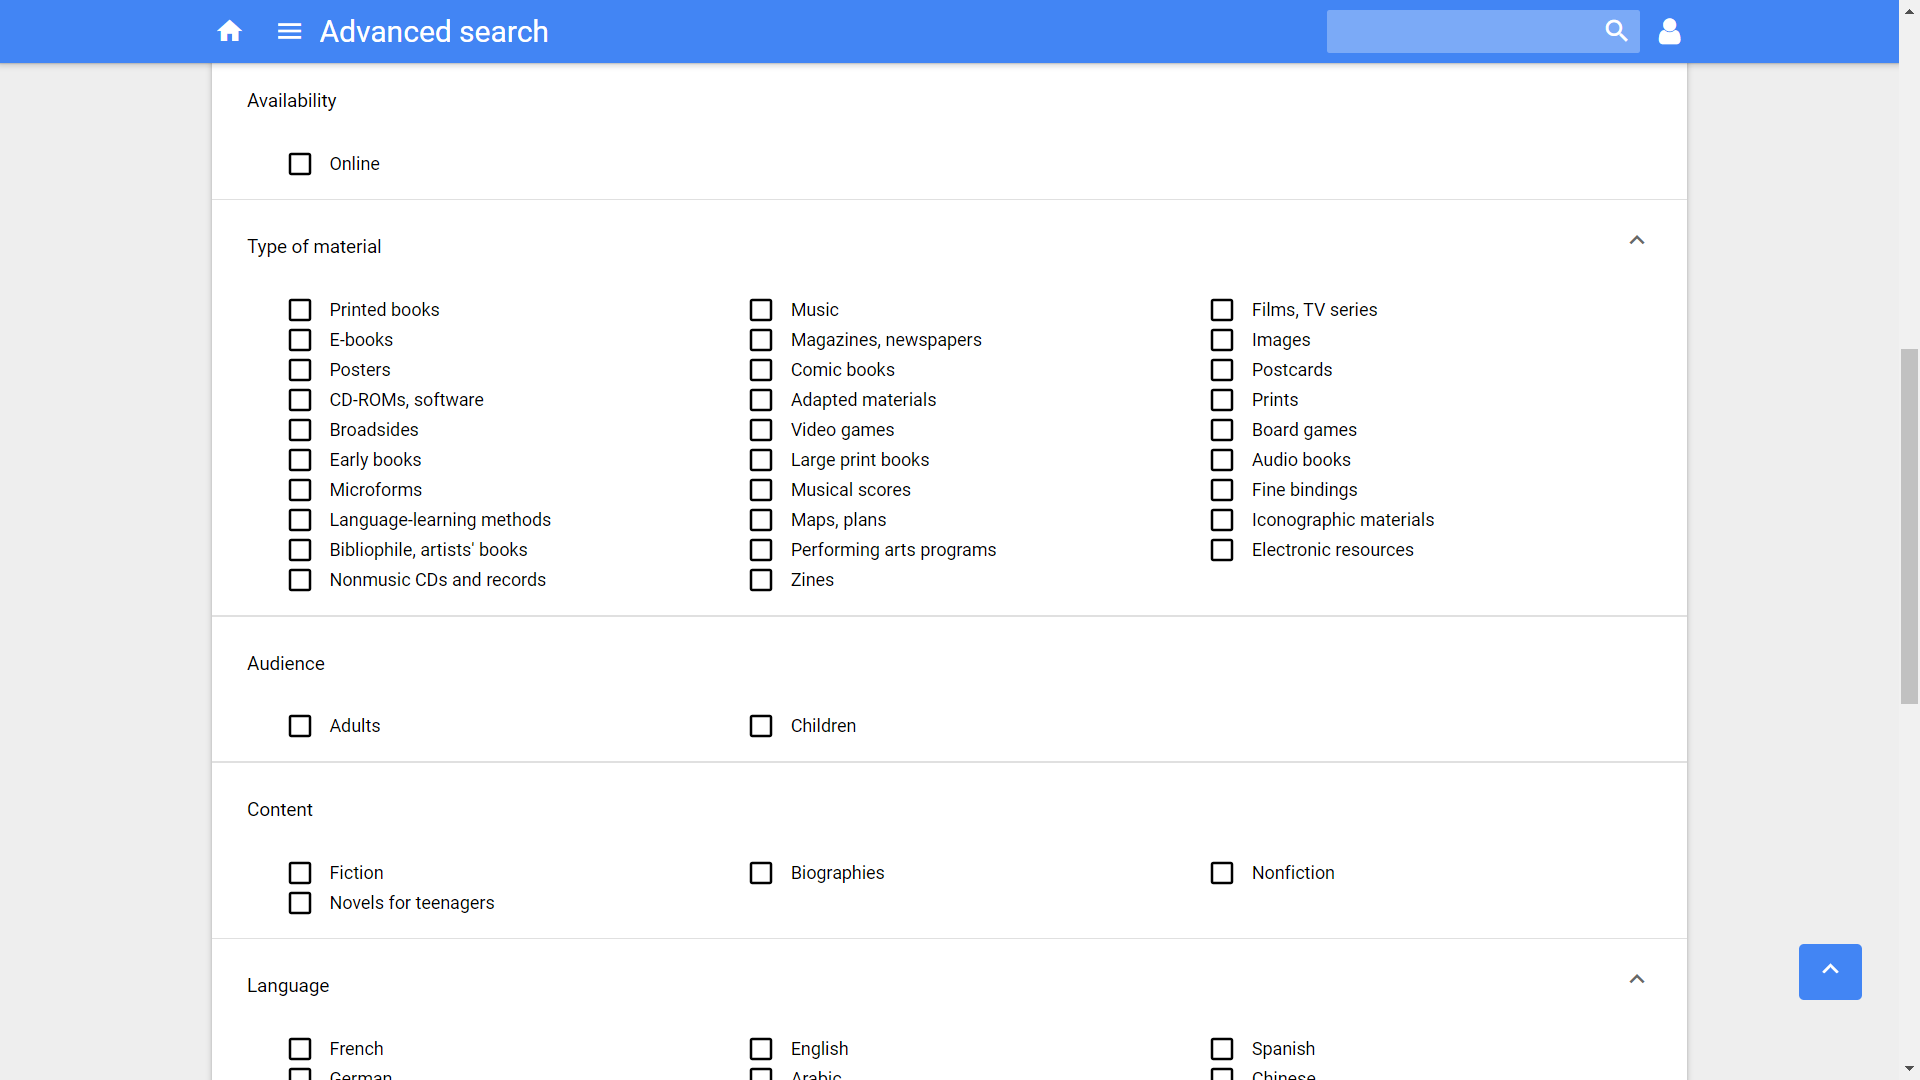 Advanced search
Availability
Online
Type of material
Printed books
Music
Films, TV series
E-books
Magazines, newspapers
Images
Posters
Comic books
Postcards
CD-ROMs, software
Adapted materials
Prints
Broadsides
Video games
Board games
Early books
Large print books
Audio books
Microforms
Musical scores
Fine bindings
Language-learning methods
Maps, plans
Iconographic materials
Bibliophile, artists' books
Performing arts programs
Electronic resources
Nonmusic CDs and records
Zines
Audience
Adults
Children
Content
Fiction
Biographies
Nonfiction
Novels for teenagers
Language
French
English
Spanish
German
Arabic
Chinese